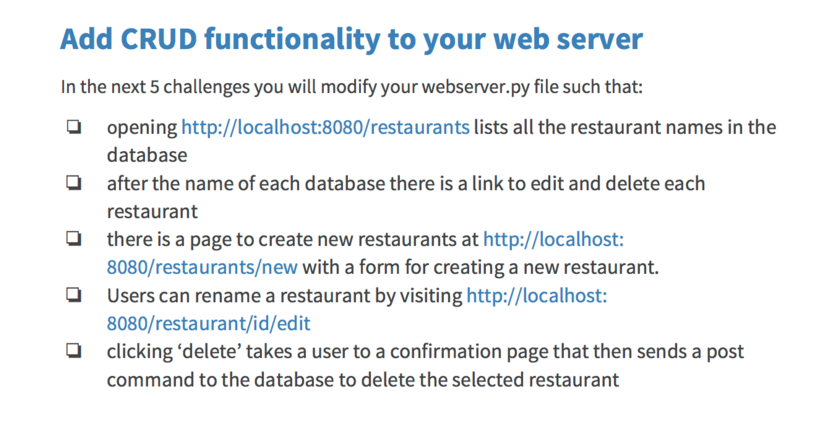 Add CRUD functionality to your web server
In the next 5 challenges you will modify your webserver.py file such that:
❏ opening http://localhost:8080/restaurants lists all the restaurant names in the
database
❏ after the name of each database there is a link to edit and delete each
restaurant
❏ there is a page to create new restaurants at http://localhost:
8080/restaurants/new with a form for creating a new restaurant.
❏ Users can rename a restaurant by visiting http://localhost:
8080/restaurant/id/edit
❏ clicking ‘delete’ takes a user to a confirmation page that then sends a post
command to the database to delete the selected restaurant